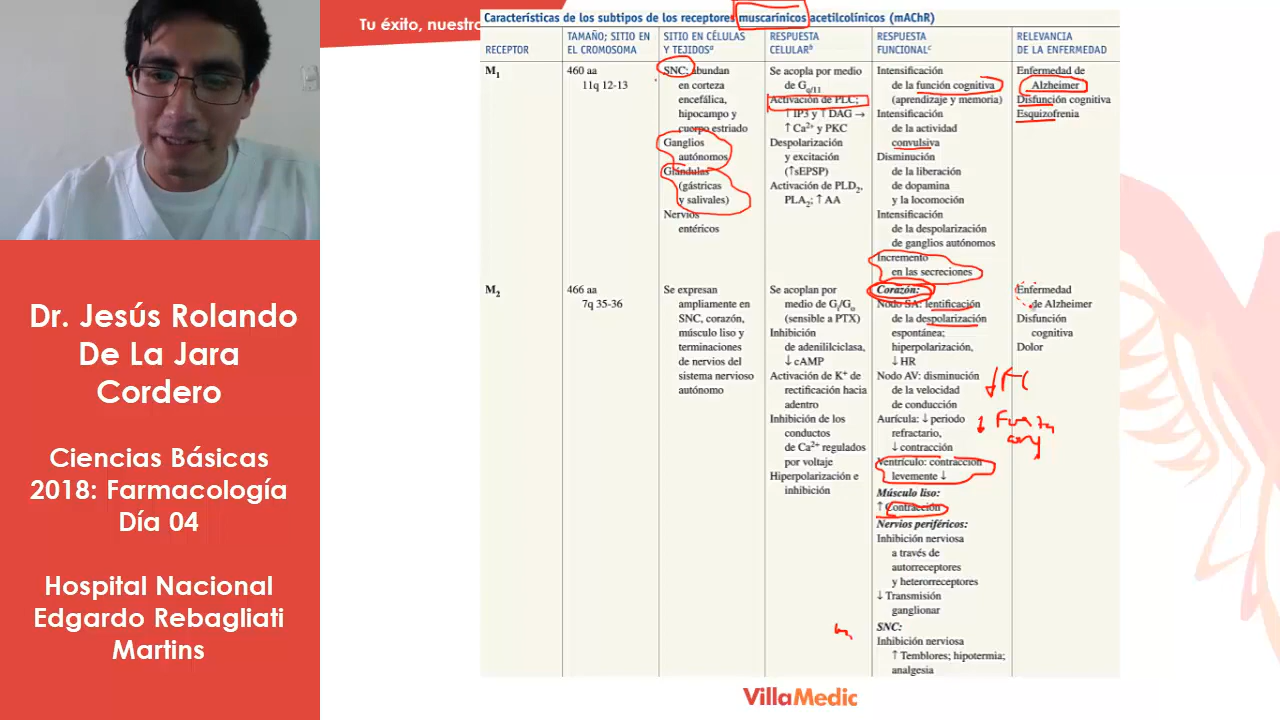 Tu éxito, nuestro
Características de los subtipos de los receptores muscarínicos acetilcolínicos (mAChR)
RECEPTOR
TAMAÑO; SITIO EN
EL CROMOSOMA
SITIO EN CÉLULAS
Y TEJIDOSa
RESPUESTA
CELULARb
RESPUESTA
FUNCIONALc
RELEVANCIA
DE LA ENFERMEDAD
M1
460 aa
11q 12-13
SNC; abundan
en corteza
encefálica,
hipocampo y
cuerpo estriado
Ganglios
autónomos
Glándulas
(gástricas
y salivales)
Nervios
entéricos
Se acopla por medio
de Gq/11
Activación de PLC;
↑ IP3 y ↑ DAG →
↑ Ca2+ y PKC
Despolarización
y excitación
(↑sEPSP)
Activación de PLD2,
PLA2; ↑ AA
Intensificación
de la función cognitiva
(aprendizaje y memoria)
Intensificación
de la actividad
convulsiva
Disminución
de la liberación
de dopamina
y la locomoción
Intensificación
de la despolarización
de ganglios autónomos
Incremento
en las secreciones
Enfermedad de
Alzheimer
Disfunción cognitiva
Esquizofrenia
M2
466 aa
7q 35-36
Se expresan
ampliamente en
SNC, corazón,
músculo liso y
terminaciones
de nervios del
sistema nervioso
autónomo
Se acoplan por
medio de Gi/Go
(sensible a PTX)
Inhibición
de adenililciclasa,
↓ cAMP
Activación de K+ de
rectificación hacia
adentro
Inhibición de los
conductos
de Ca2+ regulados
por voltaje
Hiperpolarización e
inhibición
Corazón:
Nodo SA: lentificación
de la despolarización
espontánea;
hiperpolarización,
↓ HR
Nodo AV: disminución
de la velocidad
de conducción
Aurícula: ↓ periodo
refractario,
↓ contracción
Ventrículo: contracción
levemente ↓
Músculo liso:
↑ Contracción
Nervios periféricos:
Inhibición nerviosa
a través de
autorreceptores
y heterorreceptores
↓ Transmisión
ganglionar
SNC:
Inhibición nerviosa
↑ Temblores; hipotermia;
analgesia
Enfermedad
de Alzheimer
Disfunción
cognitiva
Dolor
↓ FC
Dr. Jesús Rolando
De La Jara
Cordero
Ciencias Básicas
2018: Farmacología
Día 04
Hospital Nacional
Edgardo Rebagliati
Martins
VillaMedic